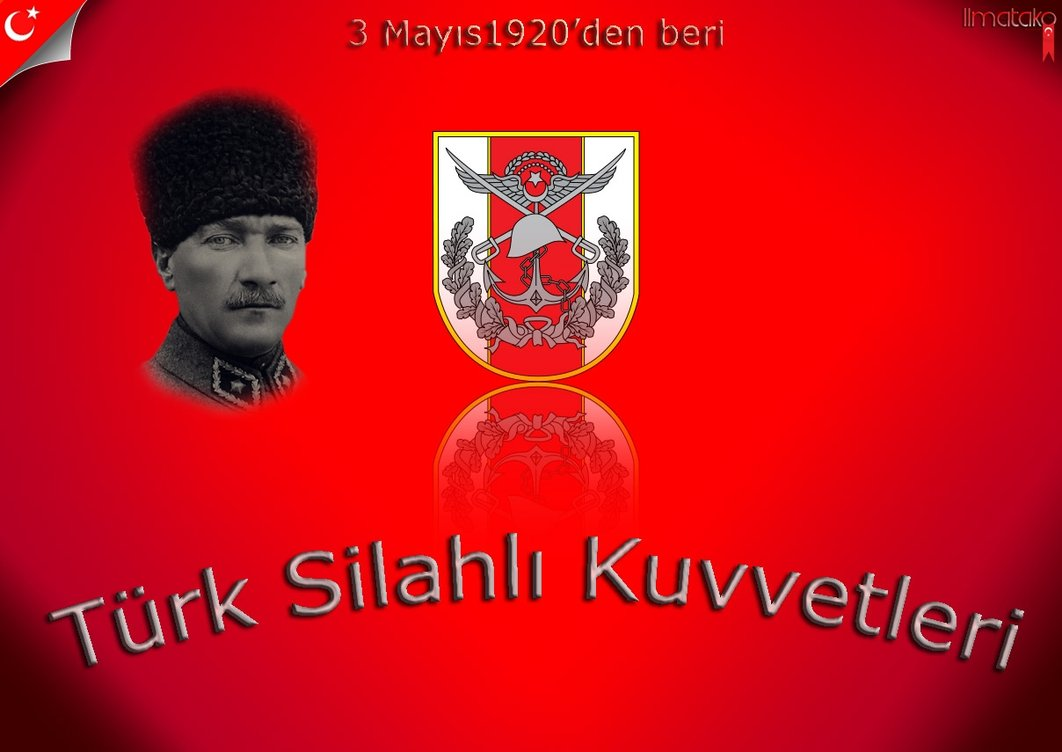 3 Mayıs1920'den beri
ilmatako
Türk Silahlı Kuvvetleri